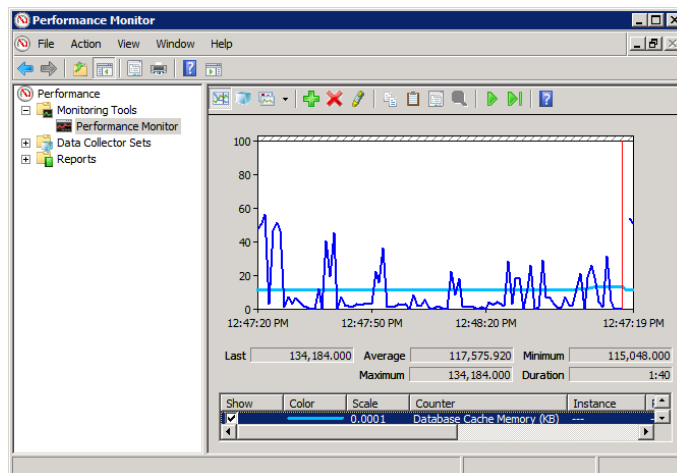 Performance Monitor
File Action View Window Help
Performance
Monitoring Tools
Performance Monitor
Data Collector Sets
Reports
100
80
60
40
20
0
12:47:20 PM 12:47:50 PM 12:48:20 PM 12:47:19 PM
Last 134,184.000 Average 117,575.920 Minimum 115,048.000
Maximum 134,184.000 Duration 1:40
Show Color Scale Counter Instance
0.0001 Database Cache Memory (KB) ---